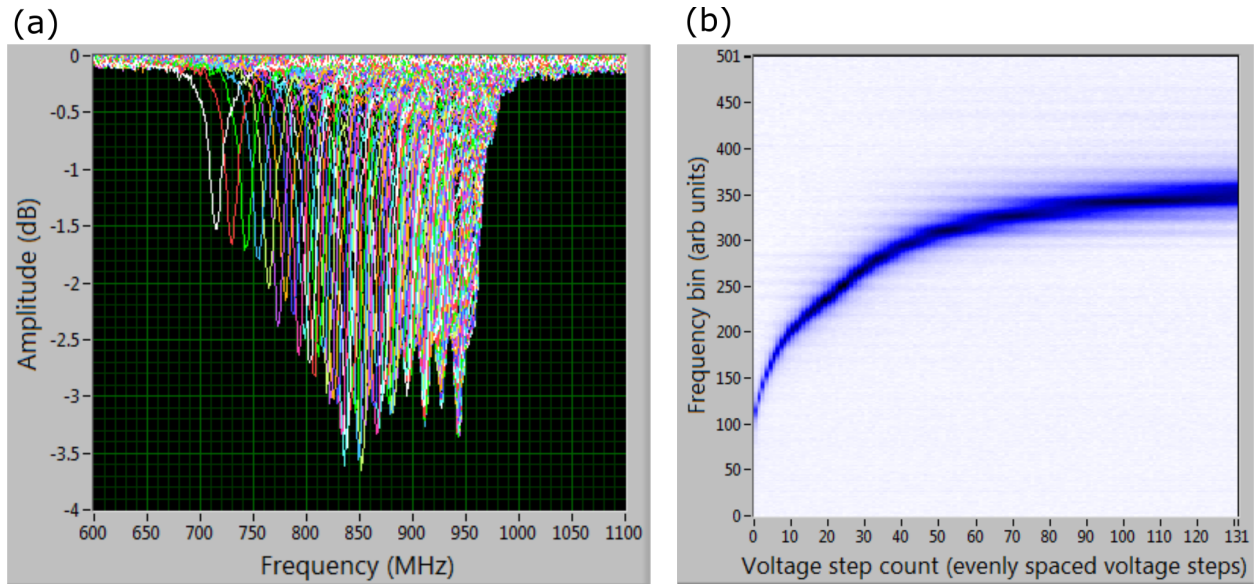 (a)
(b)
0
-0.5
-1
-1.5
-2
-2.5
-3
-3.5
-4
Amplitude (dB)
600 650 700 750 800 850 900 950 1000 1050 1100
Frequency (MHz)
501
450
400
350
300
250
200
150
100
50
0
Frequency bin (arb units)
0 10 20 30 40 50 60 70 80 90 100 110 120 131
Voltage step count (evenly spaced voltage steps)